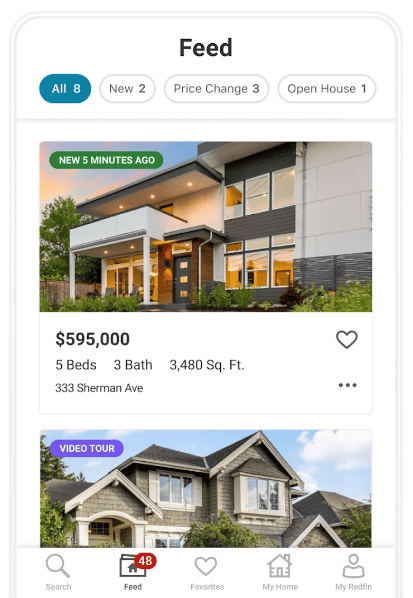 Feed
All 8
New 2
Price Change 3
Open House 1
NEW 5 MINUTES AGO
$595,000
5 Beds 3 Bath 3,480 Sq. Ft.
333 Sherman Ave
VIDEO TOUR
48
Search
Feed
Favorites
My Home
My Redfin